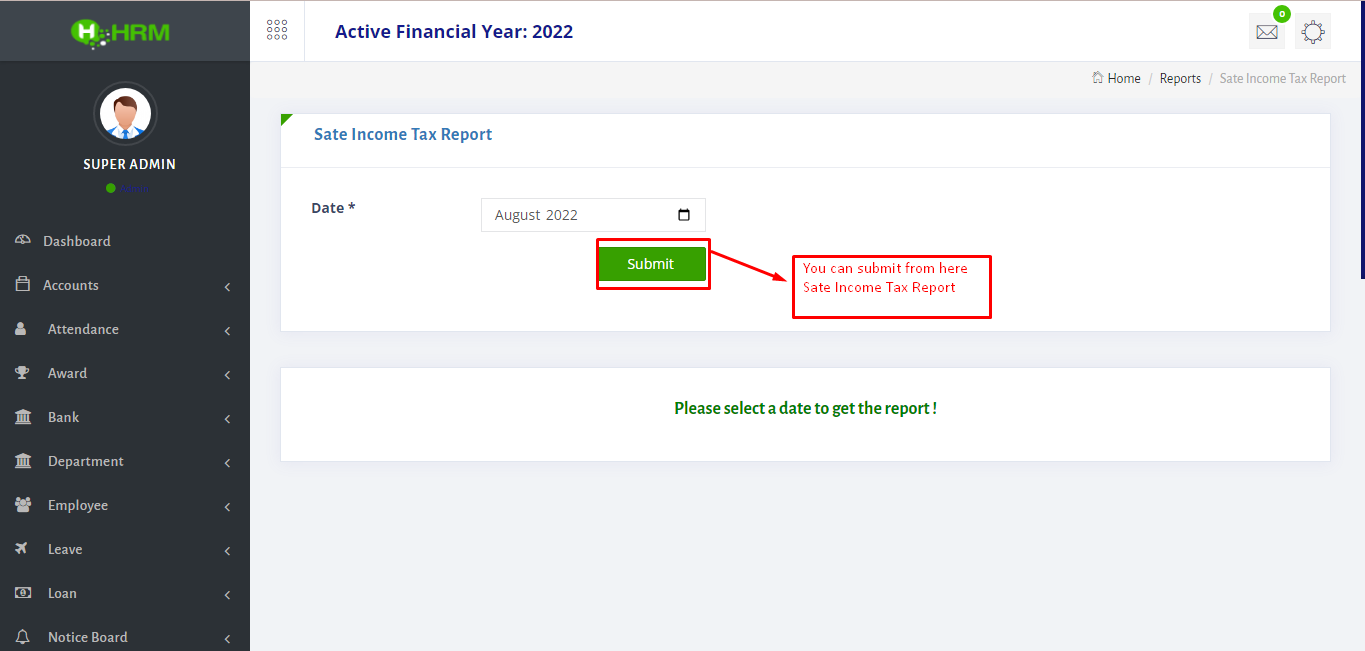 HRM
Active Financial Year: 2022
0
Home / Reports / Sate Income Tax Report
SUPER ADMIN
Dashboard
Accounts
Attendance
Award
Bank
Department
Employee
Leave
Loan
Notice Board
Sate Income Tax Report
Date *
August 2022
Submit
You can submit from here
Sate Income Tax Report
Please select a date to get the report !